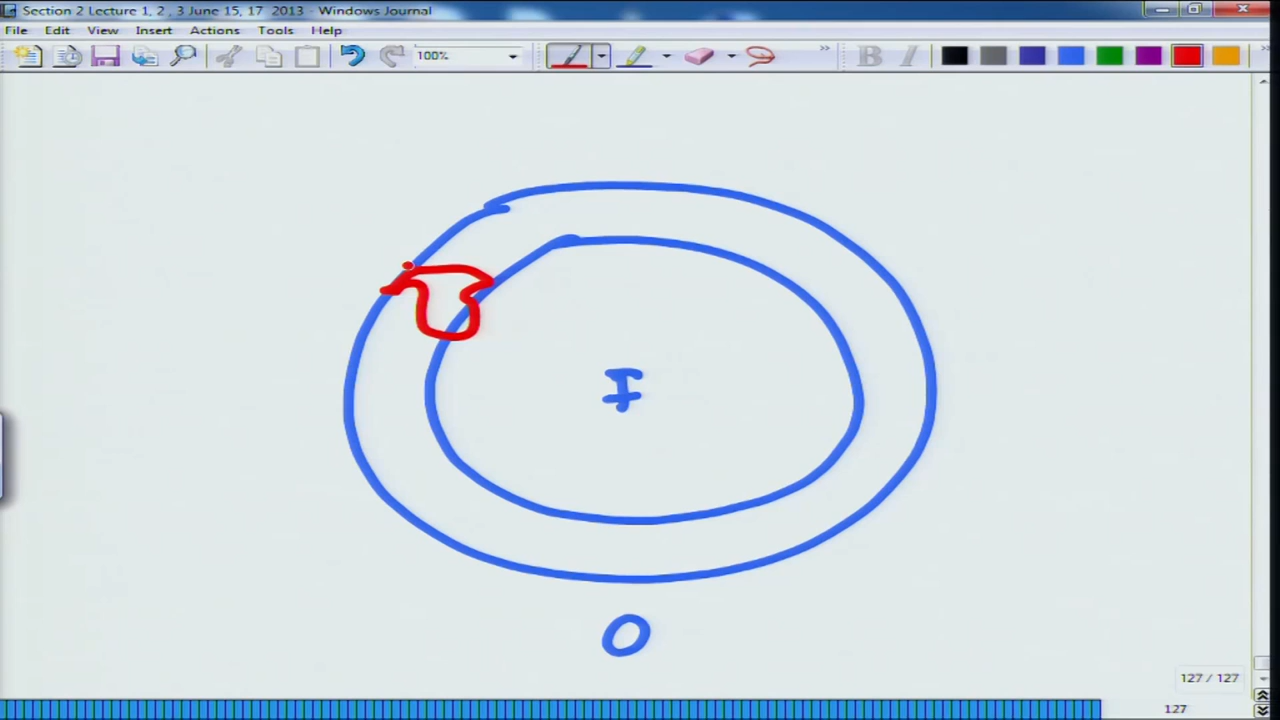 Section 2 Lecture 1, 2 , 3 June 15, 17 2013 - Windows Journal
File Edit View Insert Actions Tools Help
100% B I
I
O
127 / 127
127